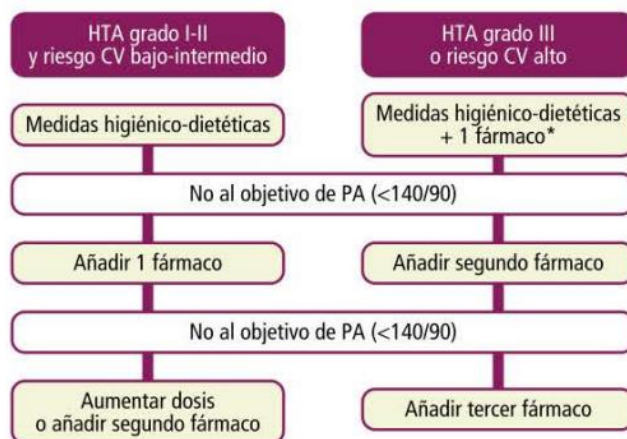 HTA grado I-II
y riesgo CV bajo-intermedio
HTA grado III
o riesgo CV alto
Medidas higiénico-dietéticas
Medidas higiénico-dietéticas
+ 1 fármaco*
No al objetivo de PA (<140/90)
Añadir 1 fármaco
Añadir segundo fármaco
No al objetivo de PA (<140/90)
Aumentar dosis
o añadir segundo fármaco
Añadir tercer fármaco